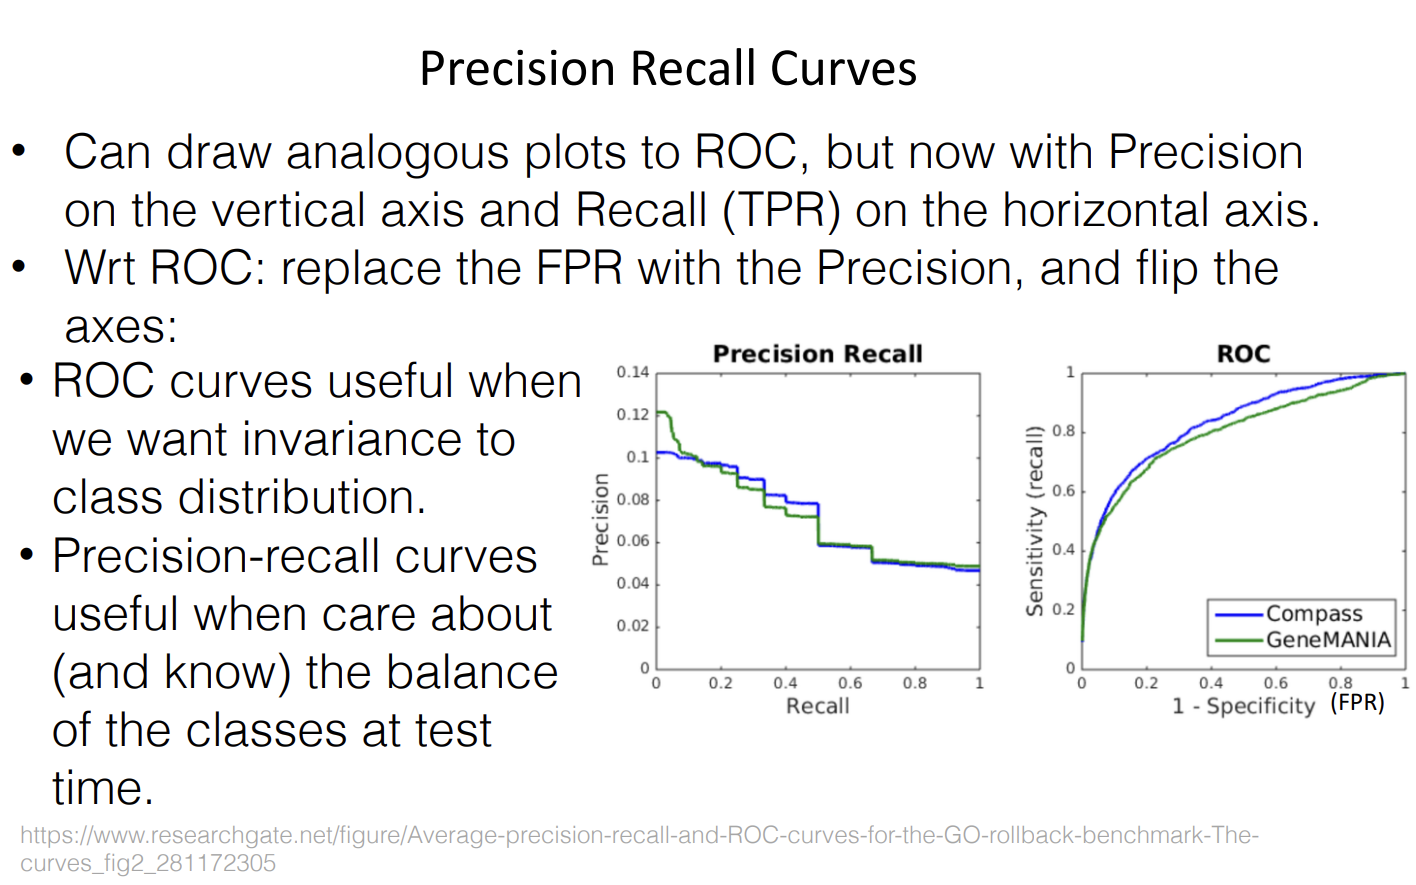 Precision Recall Curves
• Can draw analogous plots to ROC, but now with Precision
on the vertical axis and Recall (TPR) on the horizontal axis.
• Wrt ROC: replace the FPR with the Precision, and flip the
axes:
• ROC curves useful when
we want invariance to
class distribution.
• Precision-recall curves
useful when care about
(and know) the balance
of the classes at test
time.
Precision Recall
0.14
0.12
0.1
0.08
0.06
0.04
0.02
0
Precision
0 0.2 0.4 0.6 0.8 1
Recall
ROC
1
0.8
0.6
0.4
0.2
0
Sensitivity (recall)
Compass
GeneMANIA
0 0.2 0.4 0.6 0.8 1
1 - Specificity (FPR)
https://www.researchgate.net/figure/Average-precision-recall-and-ROC-curves-for-the-GO-rollback-benchmark-The-
curves_fig2_281172305